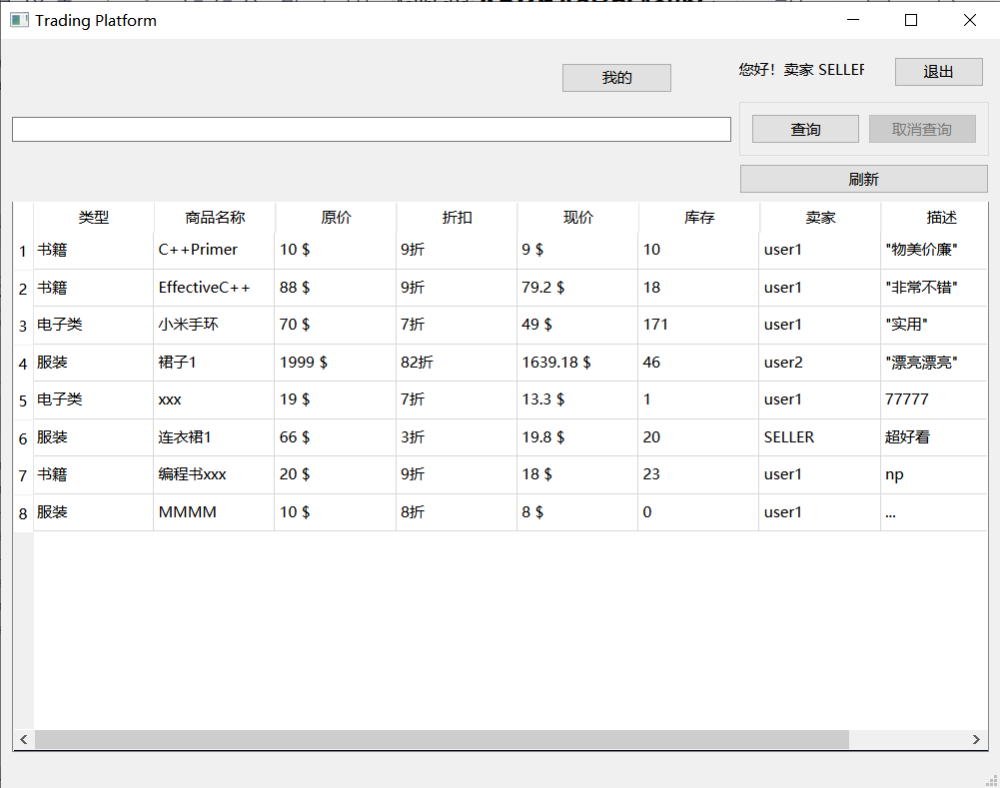 Trading Platform
我的
您好！卖家 SELLER
退出
查询 取消查询
刷新
类型 商品名称 原价 折扣 现价 库存 卖家 描述
1 书籍 C++Primer 10 $ 9折 9 $ 10 user1 "物美价廉"
2 书籍 EffectiveC++ 88 $ 9折 79.2 $ 18 user1 "非常不错"
3 电子类 小米手环 70 $ 7折 49 $ 171 user1 "实用"
4 服装 裙子1 1999 $ 82折 1639.18 $ 46 user2 "漂亮漂亮"
5 电子类 xxx 19 $ 7折 13.3 $ 1 user1 77777
6 服装 连衣裙1 66 $ 3折 19.8 $ 20 SELLER 超好看
7 书籍 编程书xxx 20 $ 9折 18 $ 23 user1 np
8 服装 MMMM 10 $ 8折 8 $ 0 user1 ...